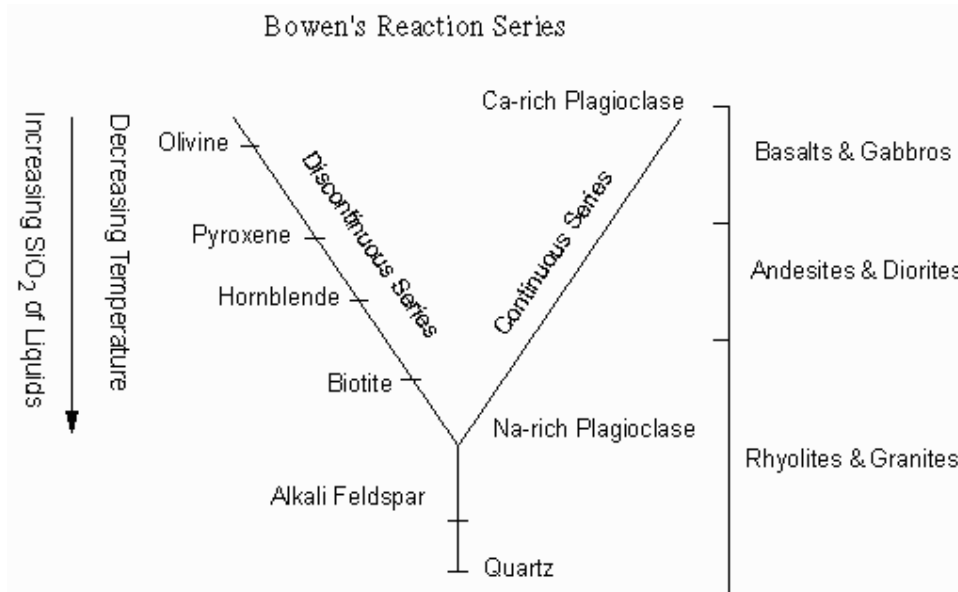 Bowen's Reaction Series
Increasing SiO2 of Liquids
Decreasing Temperature
Olivine
Pyroxene
Hornblende
Biotite
Discontinuous Series
Continuous Series
Ca-rich Plagioclase
Na-rich Plagioclase
Alkali Feldspar
Quartz
Basalts & Gabbros
Andesites & Diorites
Rhyolites & Granites